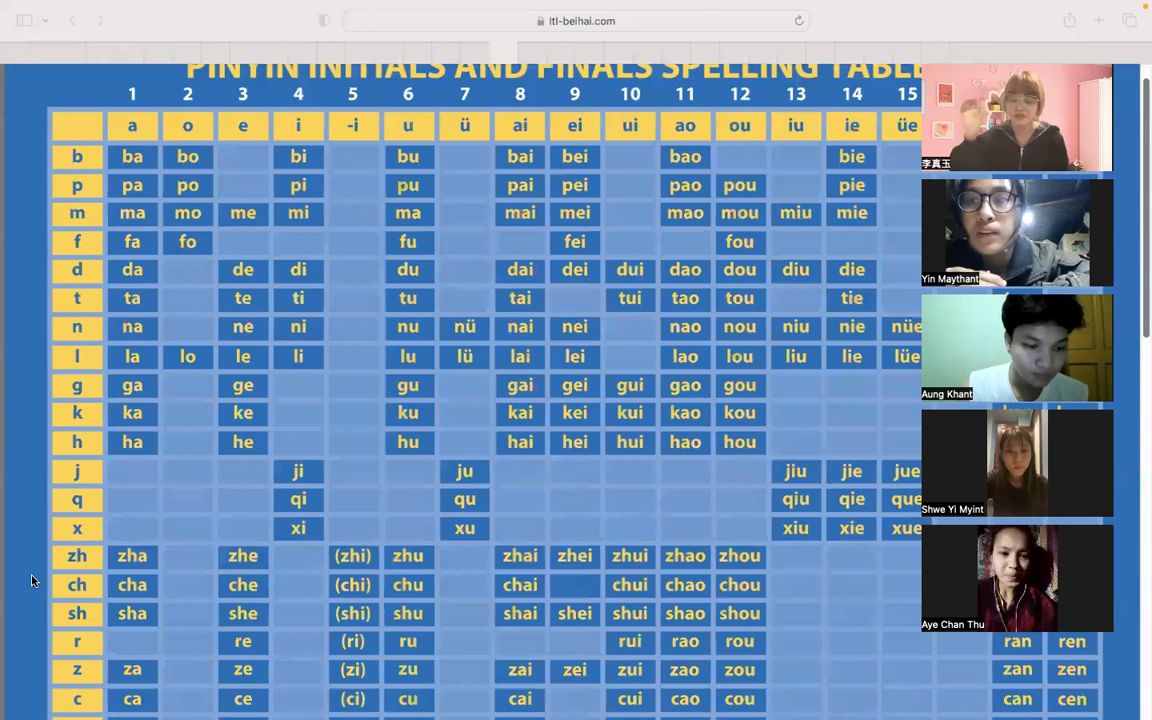 ltl-beihai.com
PINYIN INITIALS AND FINALS SPELLING TABLE
1 2 3 4 5 6 7 8 9 10 11 12 13 14 15
a o e i -i u ü ai ei ui ao ou iu ie üe
b ba bo bi bu bai bei bao bie
p pa po pi pu pai pei pao pou pie
m ma mo me mi ma mai mei mao mou miu mie
f fa fo fu fei fou
d da de di du dai dei dui dao dou diu die
t ta te ti tu tai tui tao tou tie
n na ne ni nu nü nai nei nao nou niu nie nüe
l la lo le li lu lü lai lei lao lou liu lie lüe
g ga ge gu gai gei gui gao gou
k ka ke ku kai kei kui kao kou
h ha he hu hai hei hui hao hou
j ji ju jiu jie jue
q qi qu qiu qie que
x xi xu xiu xie xue
zh zha zhe (zhi) zhu zhai zhei zhui zhao zhou
ch cha che (chi) chu chai chui chao chou
sh sha she (shi) shu shai shei shui shao shou
r re (ri) ru rui rao rou ran ren
z za ze (zi) zu zai zei zui zao zou zan zen
c ca ce (ci) cu cai cui cao cou can cen
李真玉
Yin Maythant
Aung Khant
Shwe Yi Myint
Aye Chan Thu